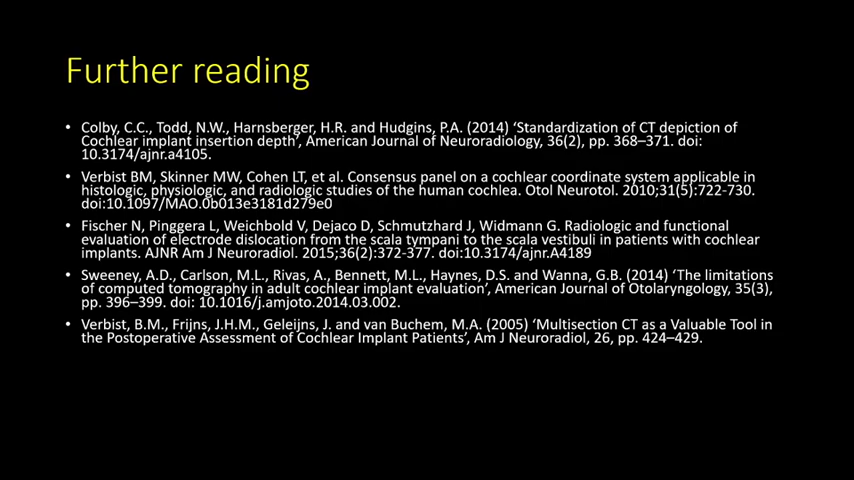 Further reading
• Colby, C.C., Todd, N.W., Harnsberger, H.R. and Hudgins, P.A. (2014) ‘Standardization of CT depiction of
Cochlear implant insertion depth’, American Journal of Neuroradiology, 36(2), pp. 368–371. doi:
10.3174/ajnr.a4105.
• Verbist BM, Skinner MW, Cohen LT, et al. Consensus panel on a cochlear coordinate system applicable in
histologic, physiologic, and radiologic studies of the human cochlea. Otol Neurotol. 2010;31(5):722-730.
doi:10.1097/MAO.0b013e3181d279e0
• Fischer N, Pinggera L, Weichbold V, Dejaco D, Schmutzhard J, Widmann G. Radiologic and functional
evaluation of electrode dislocation from the scala tympani to the scala vestibuli in patients with cochlear
implants. AJNR Am J Neuroradiol. 2015;36(2):372-377. doi:10.3174/ajnr.A4189
• Sweeney, A.D., Carlson, M.L., Rivas, A., Bennett, M.L., Haynes, D.S. and Wanna, G.B. (2014) ‘The limitations
of computed tomography in adult cochlear implant evaluation’, American Journal of Otolaryngology, 35(3),
pp. 396–399. doi: 10.1016/j.amjoto.2014.03.002.
• Verbist, B.M., Frijns, J.H.M., Geleijns, J. and van Buchem, M.A. (2005) ‘Multisection CT as a Valuable Tool in
the Postoperative Assessment of Cochlear Implant Patients’, Am J Neuroradiol, 26, pp. 424–429.